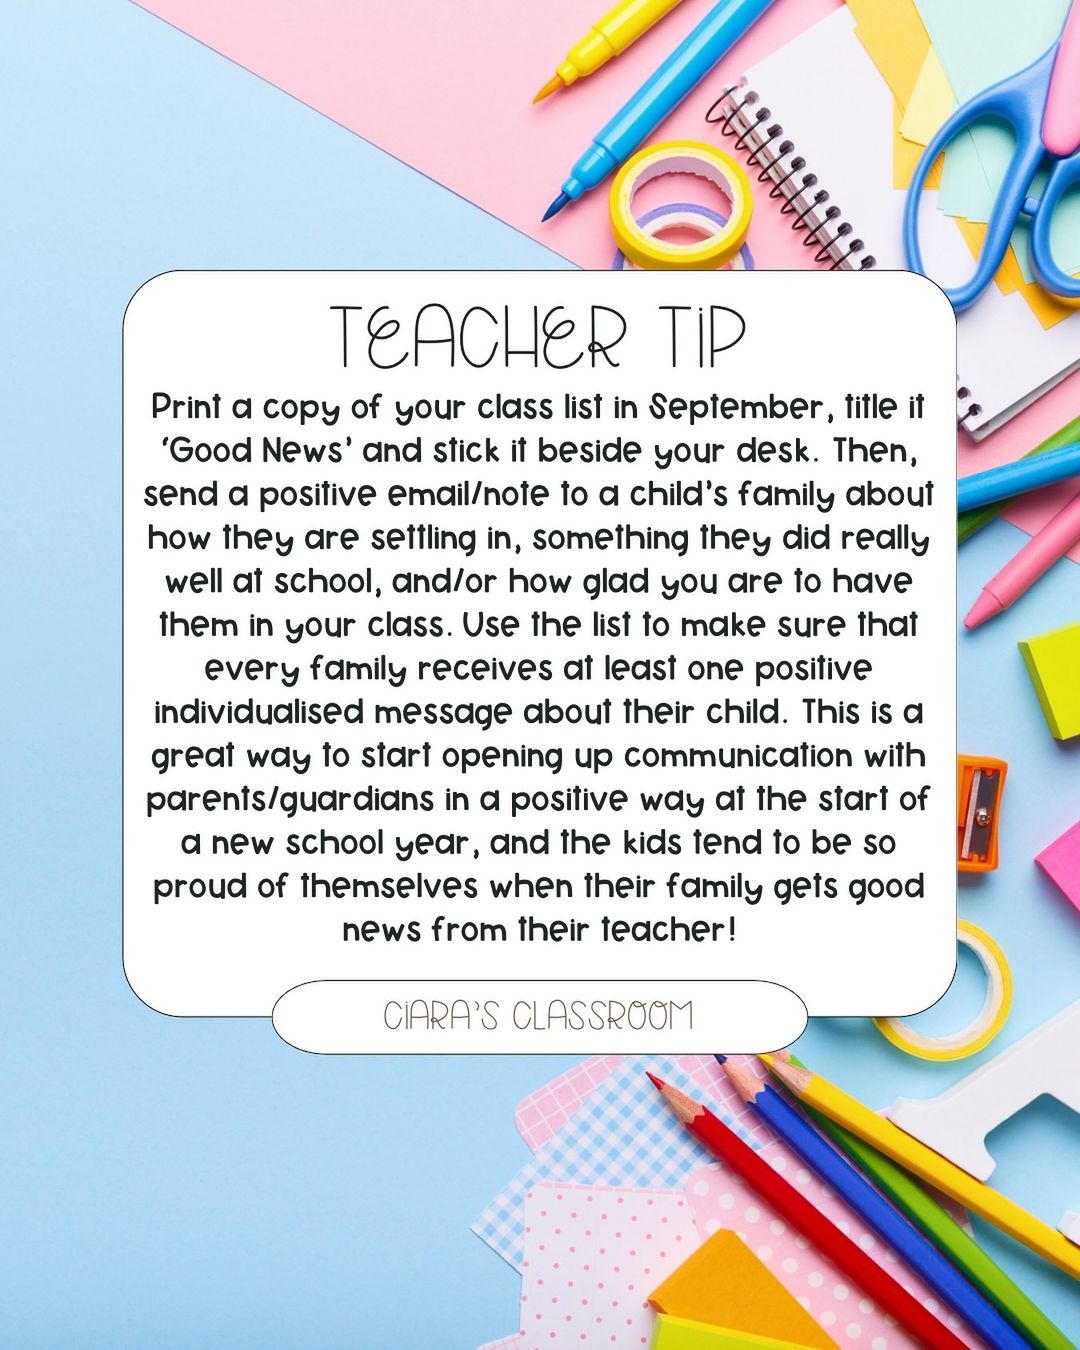 TEACHER TiP
Print a copy of your class list in September, title it
‘Good News’ and stick it beside your desk. Then,
send a positive email/note to a child’s family about
how they are settling in, something they did really
well at school, and/or how glad you are to have
them in your class. Use the list to make sure that
every family receives at least one positive
individualised message about their child. This is a
great way to start opening up communication with
parents/guardians in a positive way at the start of
a new school year, and the kids tend to be so
proud of themselves when their family gets good
news from their teacher!
CiARA’S CLASSROOM